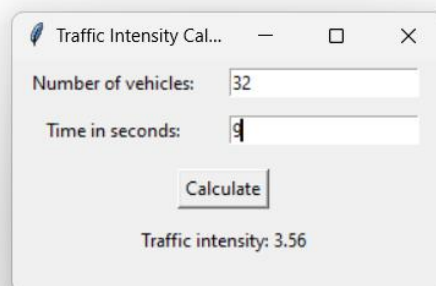 Traffic Intensity Cal...
Number of vehicles: 32
Time in seconds: 9
Calculate
Traffic intensity: 3.56